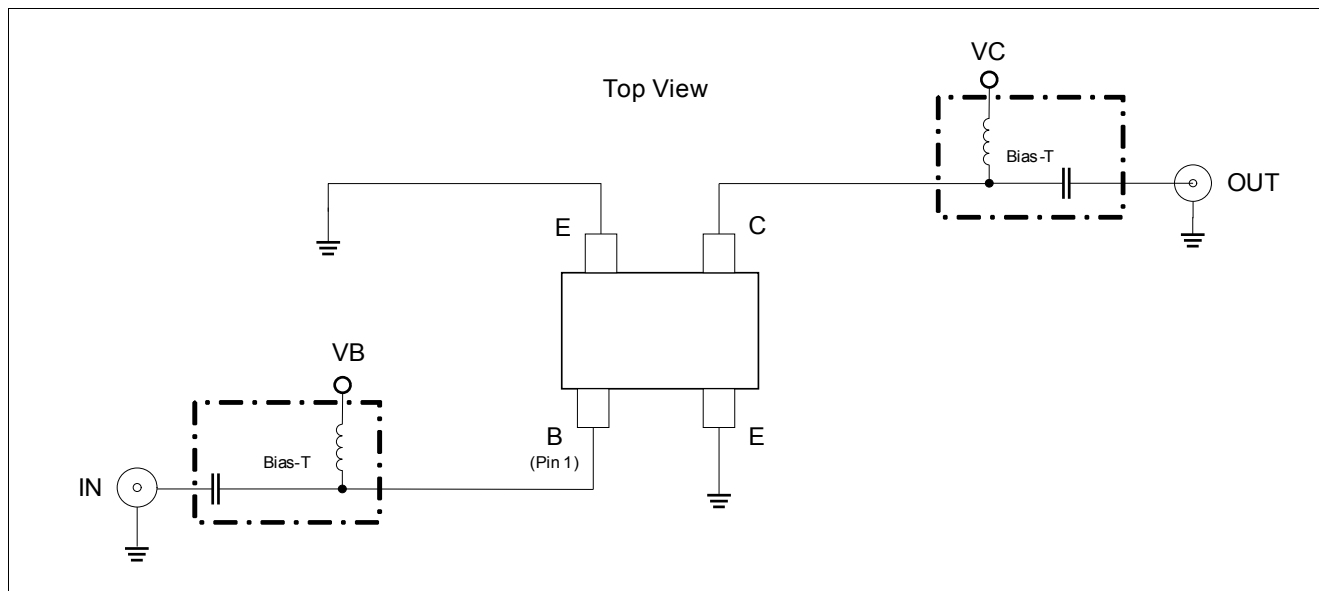 VC
Top View
Bias-T
OUT
E
C
VB
B
(Pin 1)
E
Bias-T
IN